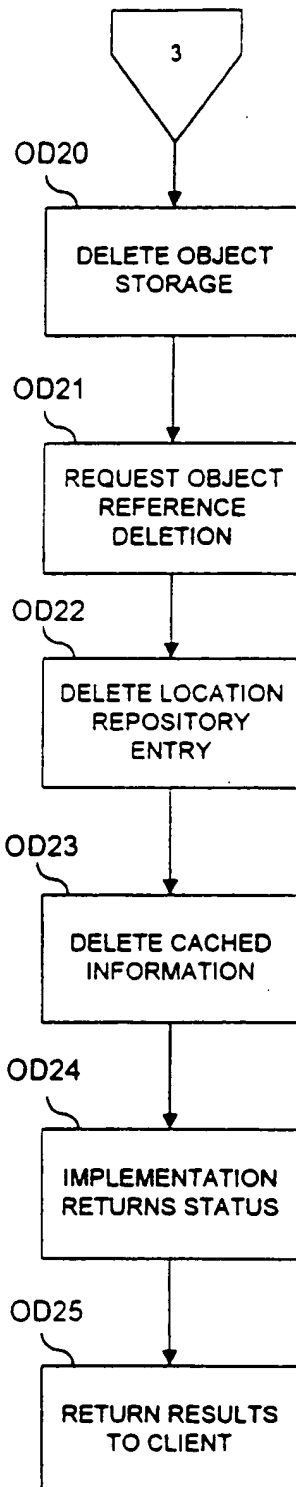 3
OD20
DELETE OBJECT
STORAGE
OD21
REQUEST OBJECT
REFERENCE
DELETION
OD22
DELETE LOCATION
REPOSITORY
ENTRY
OD23
DELETE CACHED
INFORMATION
OD24
IMPLEMENTATION
RETURNS STATUS
OD25
RETURN RESULTS
TO CLIENT